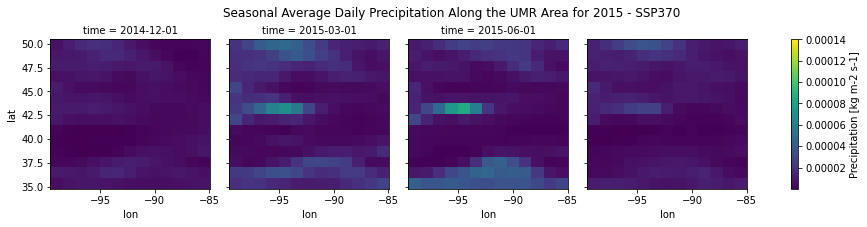 Seasonal Average Daily Precipitation Along the UMR Area for 2015 - SSP370
time = 2014-12-01
time = 2015-03-01
time = 2015-06-01
50.0
47.5
45.0
42.5
40.0
37.5
35.0
lat
−95
−90
−85
−95
−90
−85
−95
−90
−85
−95
−90
−85
lon
lon
lon
lon
0.00014
0.00012
0.00010
0.00008
0.00006
0.00004
0.00002
Precipitation [kg m-2 s-1]